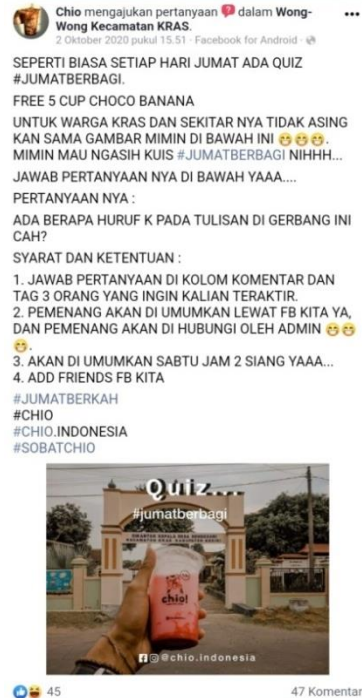 Chio mengajukan pertanyaan dalam Wong-
Wong Kecamatan KRAS.
2 Oktober 2020 pukul 15.51 · Facebook for Android ·
SEPERTI BIASA SETIAP HARI JUMAT ADA QUIZ
#JUMATBERBAGI.
FREE 5 CUP CHOCO BANANA
UNTUK WARGA KRAS DAN SEKITAR NYA TIDAK ASING
KAN SAMA GAMBAR MIMIN DI BAWAH INI 😁😁😁.
MIMIN MAU NGASIH KUIS #JUMATBERBAGI NIHHH...
JAWAB PERTANYAAN NYA DI BAWAH YAAA....
PERTANYAAN NYA :
ADA BERAPA HURUF K PADA TULISAN DI GERBANG INI
CAH?
SYARAT DAN KETENTUAN :
1. JAWAB PERTANYAAN DI KOLOM KOMENTAR DAN
TAG 3 ORANG YANG INGIN KALIAN TERAKTIR.
2. PEMENANG AKAN DI UMUMKAN LEWAT FB KITA YA,
DAN PEMENANG AKAN DI HUBUNGI OLEH ADMIN 😁😁
😁.
3. AKAN DI UMUMKAN SABTU JAM 2 SIANG YAAA...
4. ADD FRIENDS FB KITA
#JUMATBERKAH
#CHIO
#CHIO.INDONESIA
#SOBATCHIO
Quiz....
#jumatberbagi
chio!
@chio.indonesia
45
47 Komentar